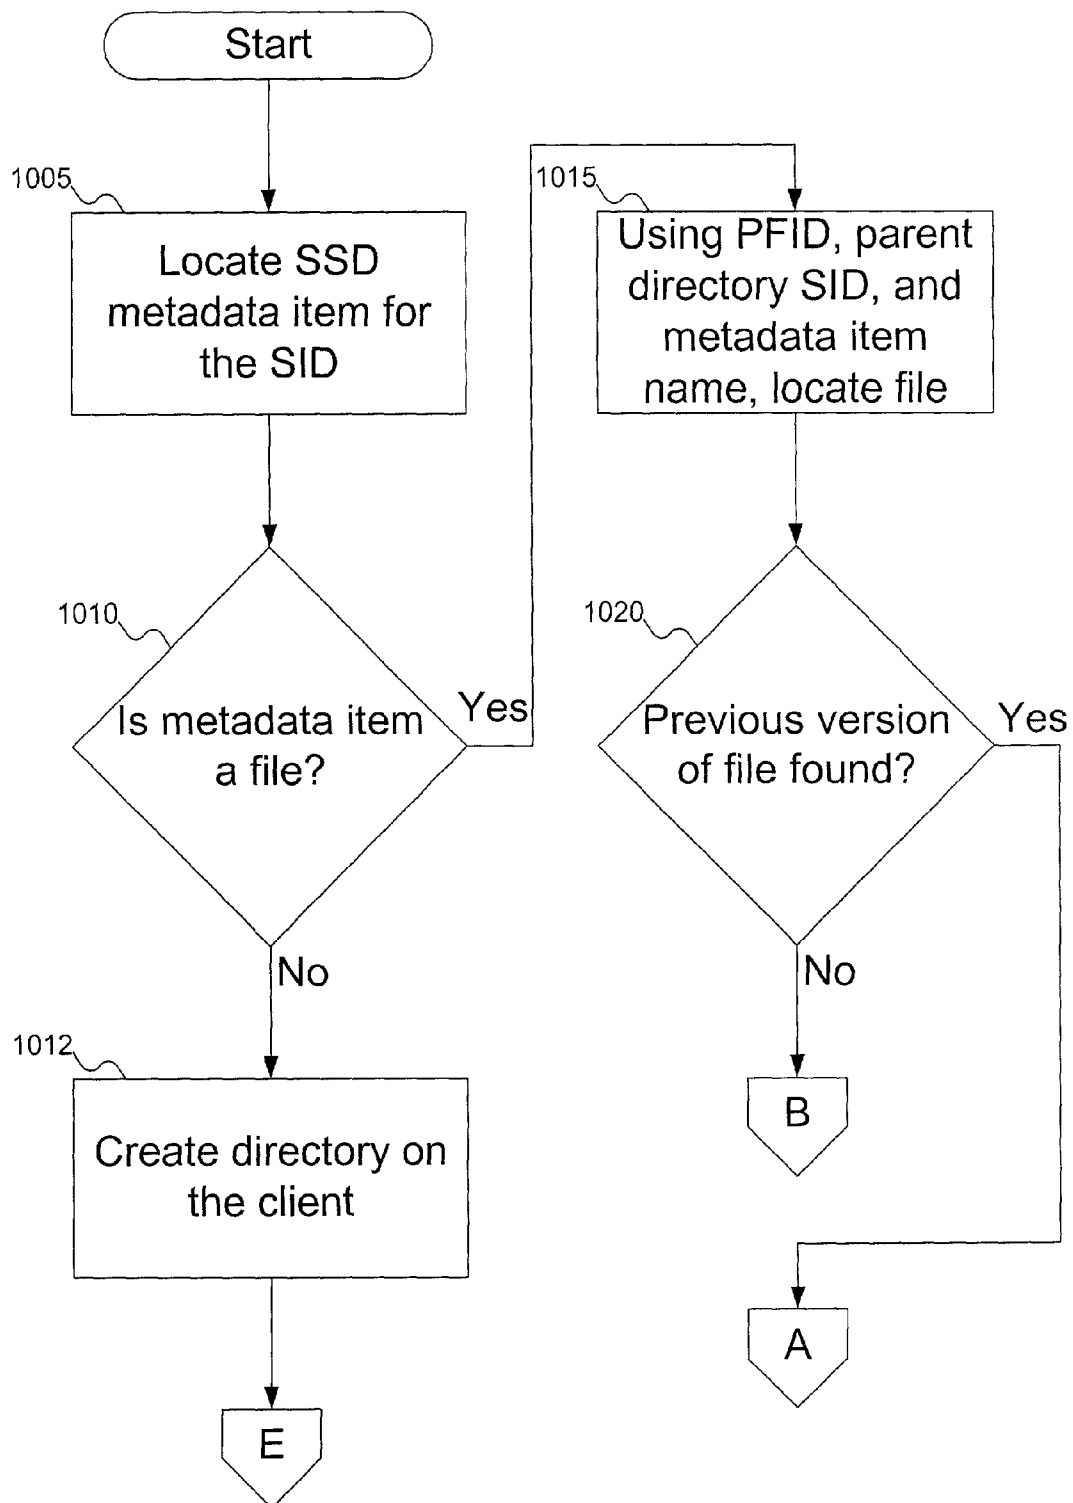 Start
1005
Locate SSD
metadata item for
the SID
1010
Is metadata item
a file?
Yes
No
1012
Create directory on
the client
E
1015
Using PFID, parent
directory SID, and
metadata item
name, locate file
1020
Previous version
of file found?
Yes
No
B
A